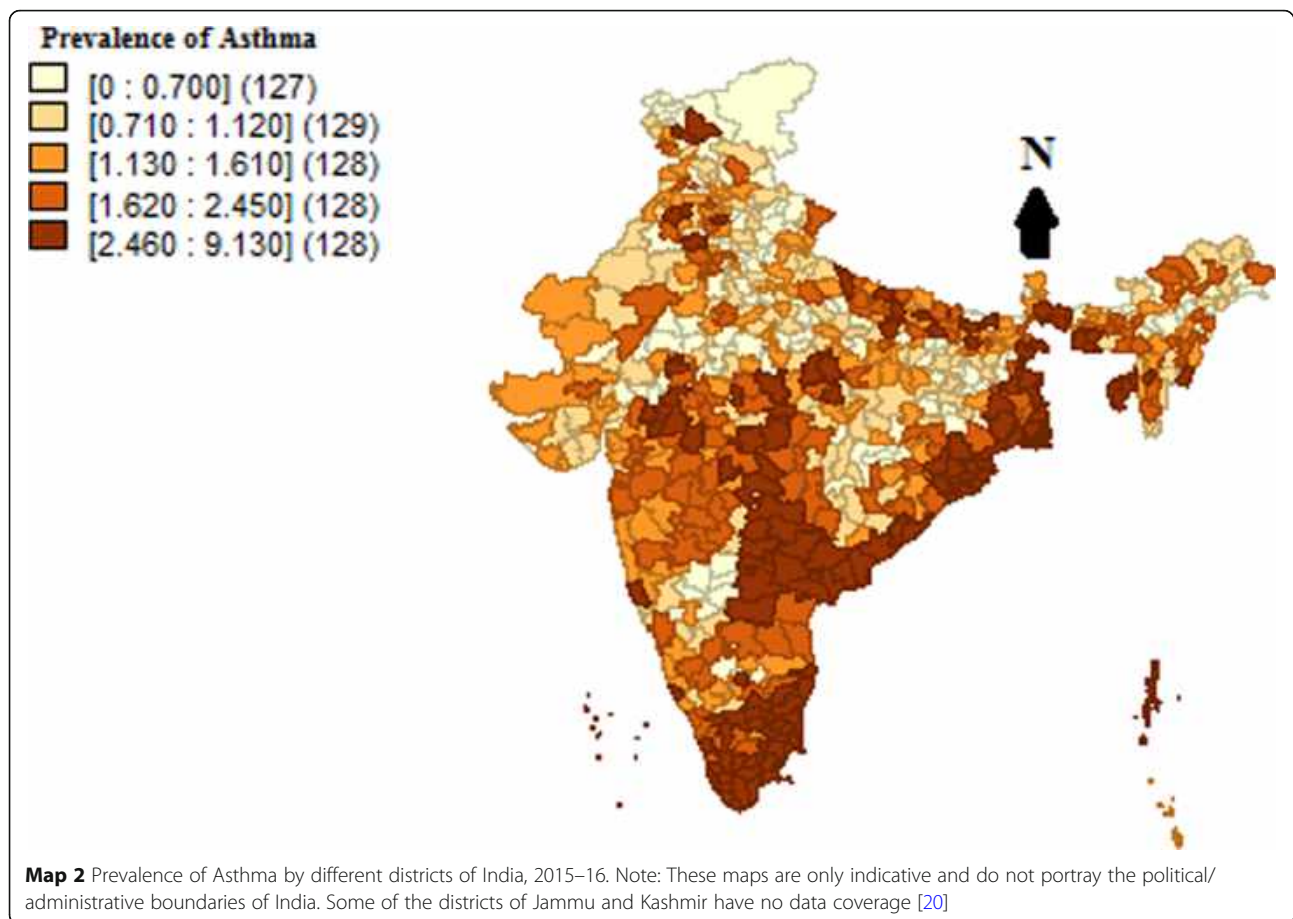 Prevalence of Asthma
[0 : 0.700] (127)
[0.710 : 1.120] (129)
[1.130 : 1.610] (128)
[1.620 : 2.450] (128)
[2.460 : 9.130] (128)
N
Map 2 Prevalence of Asthma by different districts of India, 2015–16. Note: These maps are only indicative and do not portray the political/
administrative boundaries of India. Some of the districts of Jammu and Kashmir have no data coverage [20]